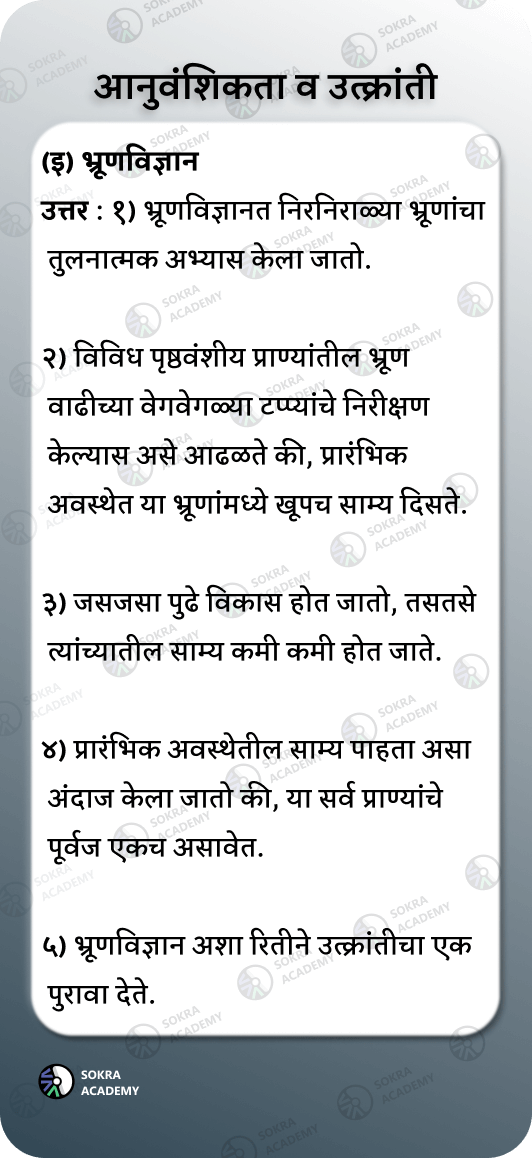 आनुवंशिकता व उत्क्रांती
(इ) भ्रूणविज्ञान
उत्तर : १) भ्रूणविज्ञानत निरनिराळ्या भ्रूणांचा
तुलनात्मक अभ्यास केला जातो.
२) विविध पृष्ठवंशीय प्राण्यांतील भ्रूण
वाढीच्या वेगवेगळ्या टप्प्यांचे निरीक्षण
केल्यास असे आढळते की, प्रारंभिक
अवस्थेत या भ्रूणांमध्ये खूपच साम्य दिसते.
३) जसजसा पुढे विकास होत जातो, तसतसे
त्यांच्यातील साम्य कमी कमी होत जाते.
४) प्रारंभिक अवस्थेतील साम्य पाहता असा
अंदाज केला जातो की, या सर्व प्राण्यांचे
पूर्वज एकच असावेत.
५) भ्रूणविज्ञान अशा रितीने उत्क्रांतीचा एक
पुरावा देते.
SOKRA
ACADEMY